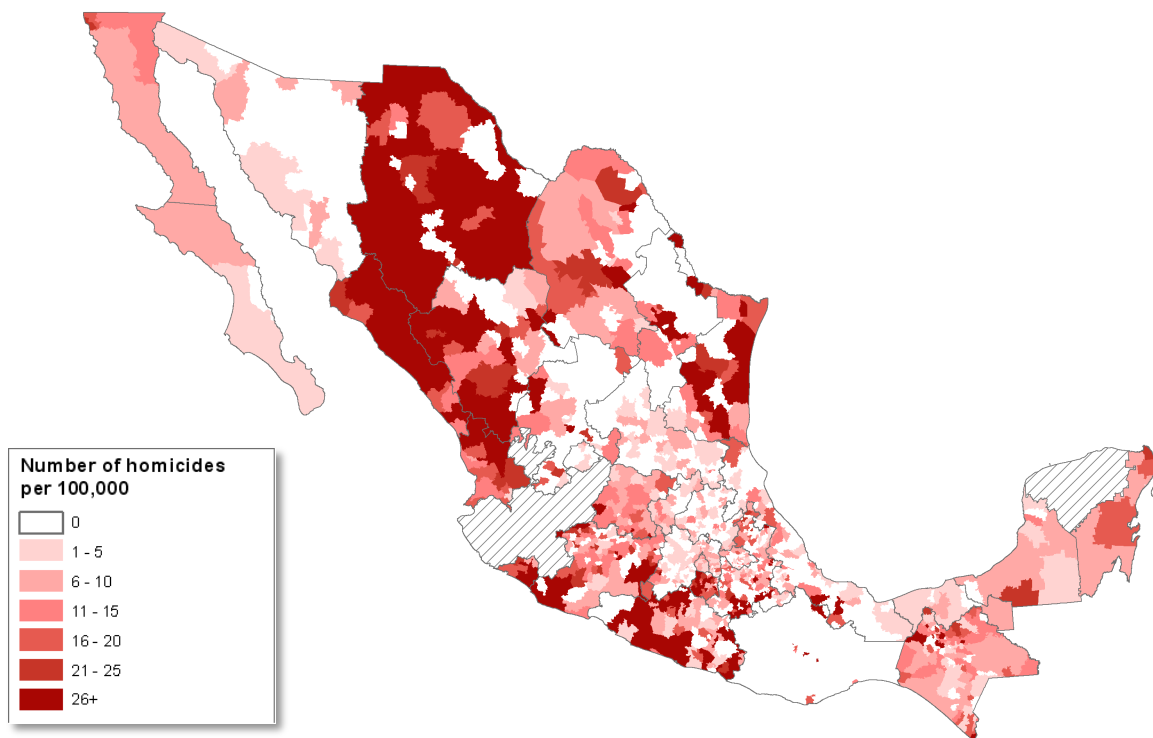 Number of homicides
per 100,000
0
1 - 5
6 - 10
11 - 15
16 - 20
21 - 25
26+